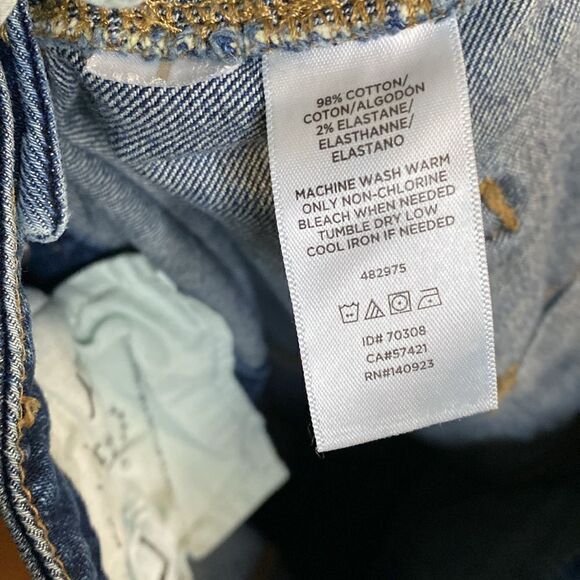 98% COTTON/
COTON/ALGODÓN
2% ELASTANE/
ELASTHANNE/
ELASTANO
MACHINE WASH WARM
ONLY NON-CHLORINE
BLEACH WHEN NEEDED
TUMBLE DRY LOW
COOL IRON IF NEEDED
482975
ID# 70308
CA#57421
RN#140923